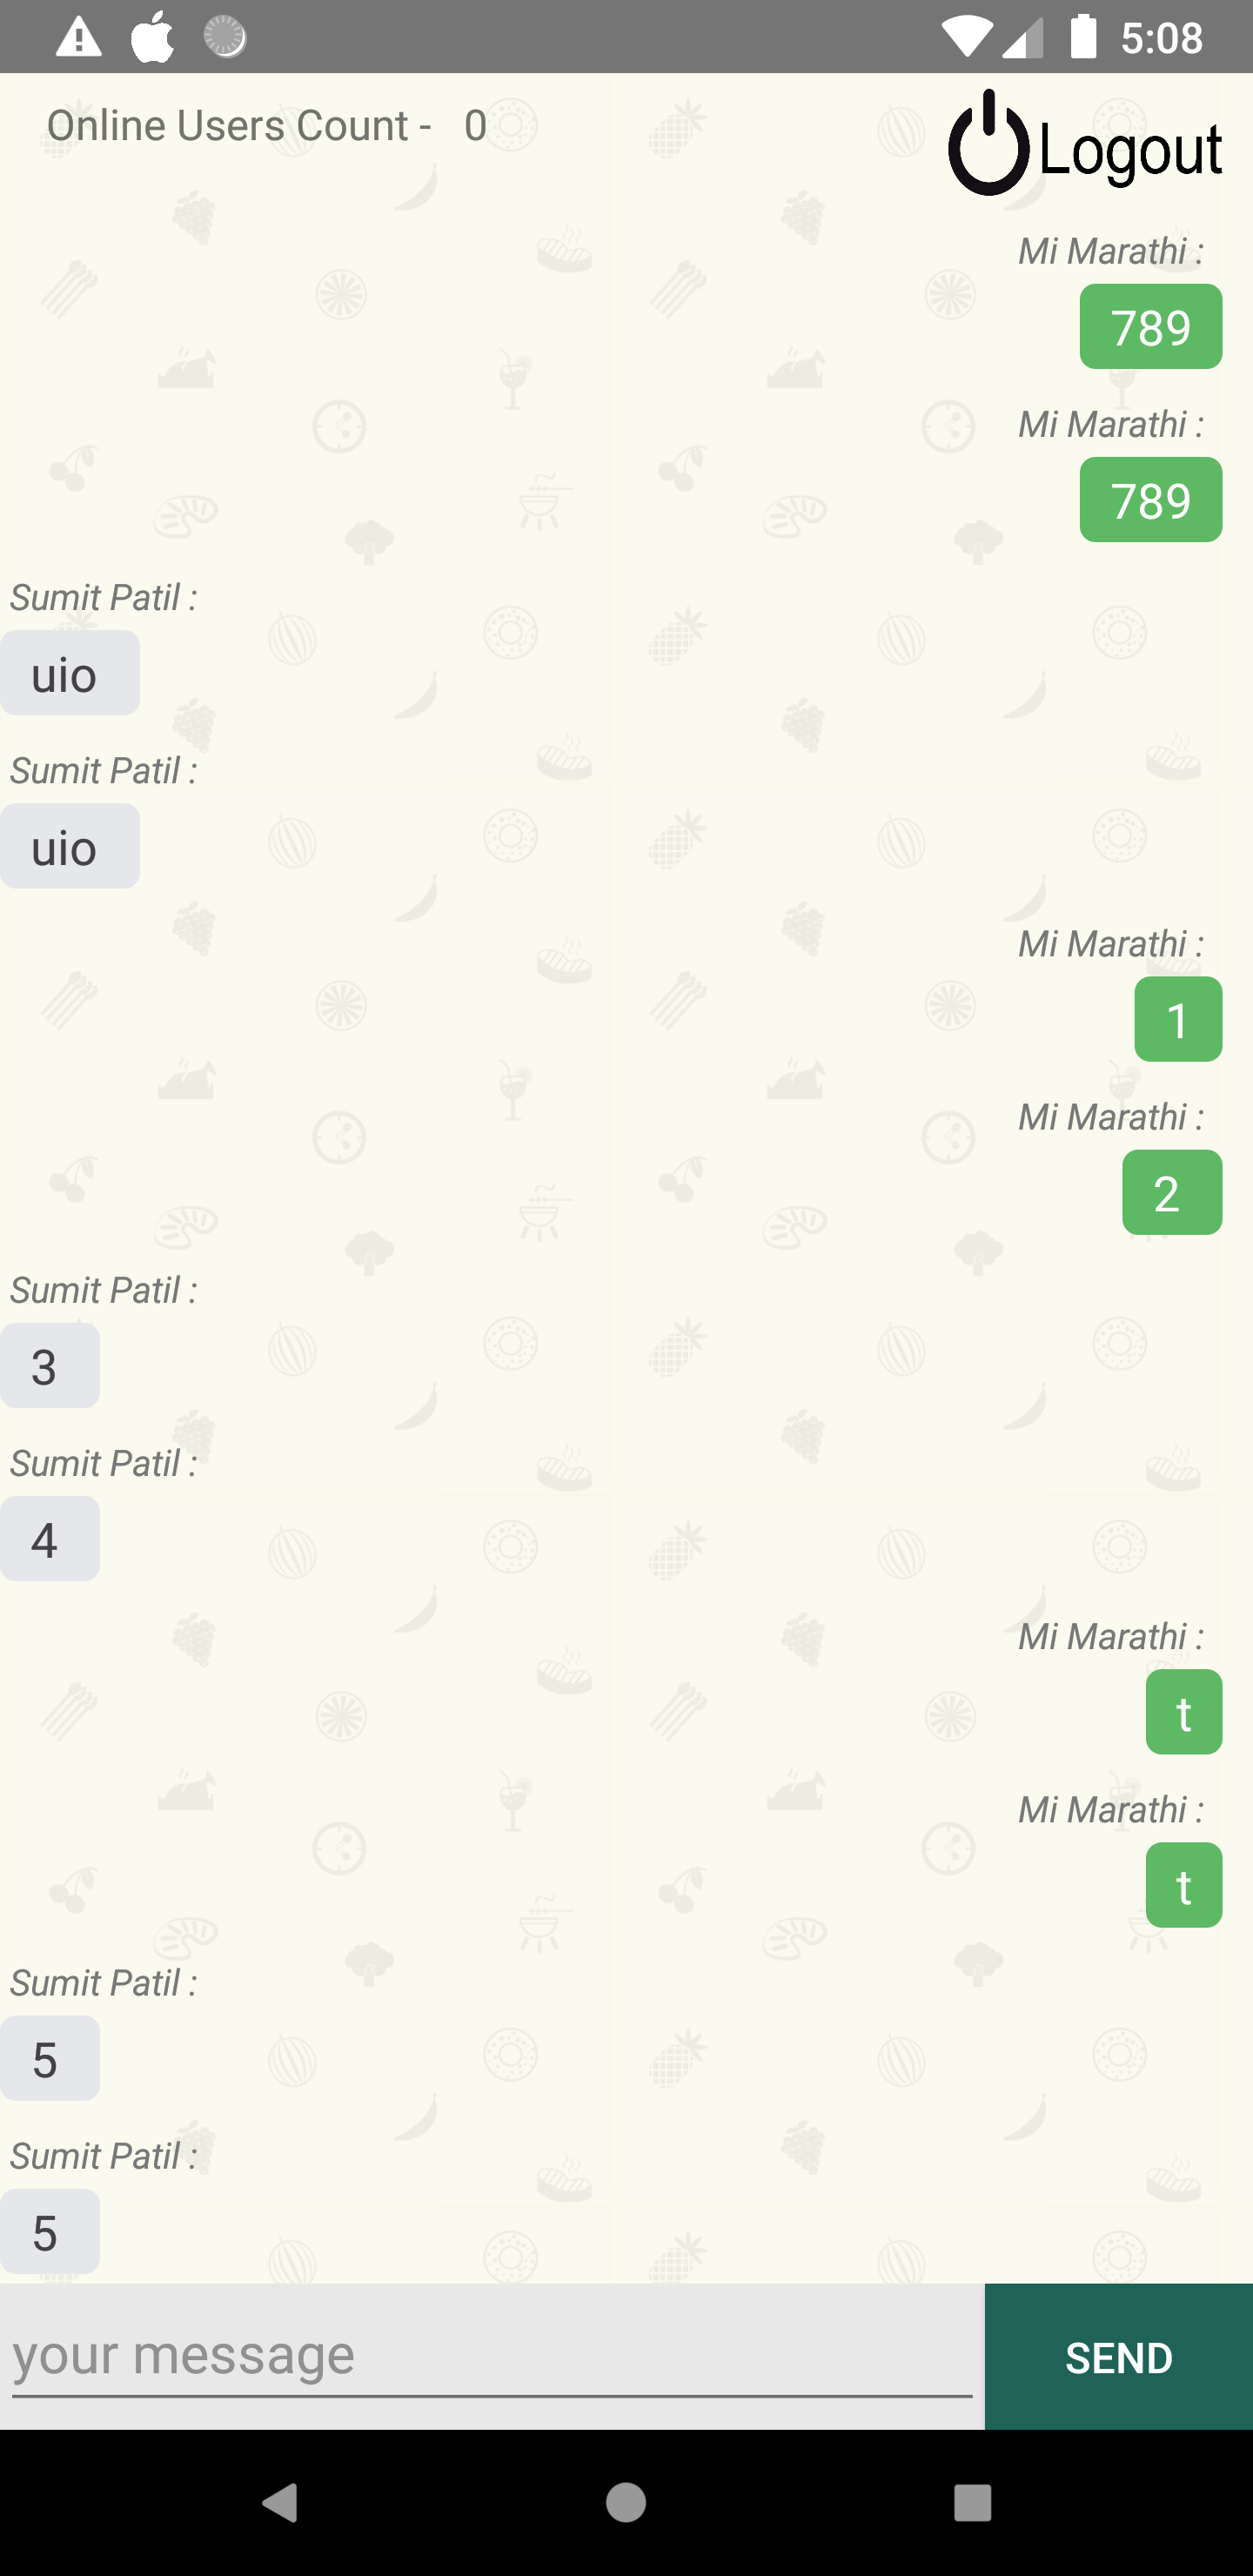 5:08
Online Users Count - 0
Logout
Mi Marathi :
789
Mi Marathi :
789
Sumit Patil :
uio
Sumit Patil :
uio
Mi Marathi :
1
Mi Marathi :
2
Sumit Patil :
3
Sumit Patil :
4
Mi Marathi :
t
Mi Marathi :
t
Sumit Patil :
5
Sumit Patil :
5
your message
SEND